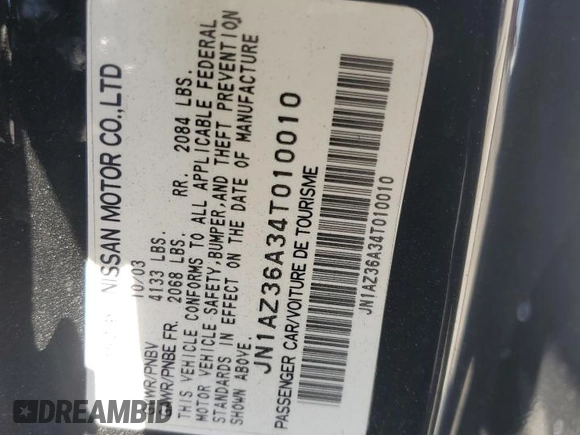 NISSAN MOTOR CO.,LTD
10/03
GVWR/PNBV 4133 LBS.
GAWR/PNBE FR. 2068 LBS. RR. 2084 LBS.
THIS VEHICLE CONFORMS TO ALL APPLICABLE FEDERAL
MOTOR VEHICLE SAFETY,BUMPER,AND THEFT PREVENTION
STANDARDS IN EFFECT ON THE DATE OF MANUFACTURE
SHOWN ABOVE.
JN1AZ36A34T010010
PASSENGER CAR/VOITURE DE TOURISME
JN1AZ36A34T010010
DREAMBID